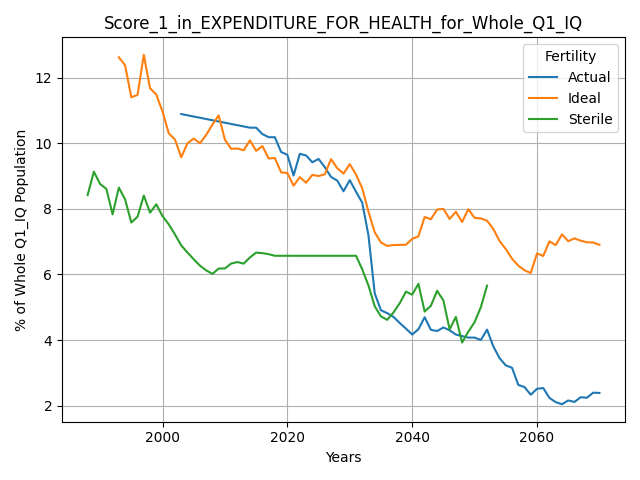 Score_1_in_EXPENDITURE_FOR_HEALTH_for_Whole_Q1_IQ
Fertility
Actual
Ideal
Sterile
% of Whole Q1_IQ Population
12
10
8
6
4
2
2000
2020
2040
2060
Years